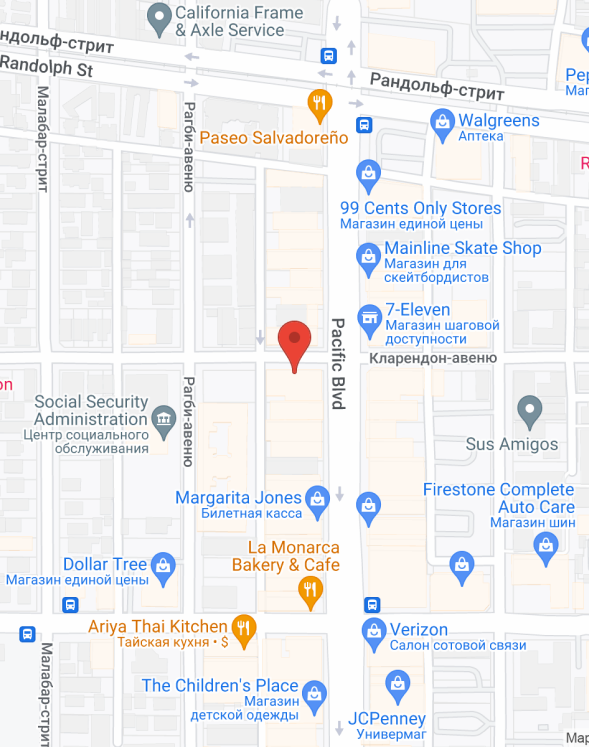 California Frame
& Axle Service
ндольф-стрит
Randolph St
Рандольф-стрит
Pep
Маг
Малабар-стрит
Рагби-авеню
Paseo Salvadoreño
Walgreens
Аптека
R
99 Cents Only Stores
Магазин единой цены
Mainline Skate Shop
Магазин для
скейтбордистов
7-Eleven
Магазин шаговой
доступности
Pacific Blvd
Кларендон-авеню
on
Social Security
Administration
Центр социального
обслуживания
Рагби-авеню
Sus Amigos
Margarita Jones
Билетная касса
Firestone Complete
Auto Care
Магазин шин
La Monarca
Bakery & Cafe
Dollar Tree
Магазин единой цены
Ariya Thai Kitchen
Тайская кухня • $
Verizon
Салон сотовой связи
Малабар-стрит
The Children's Place
Магазин
детской одежды
JCPenney
Универмаг
Мар